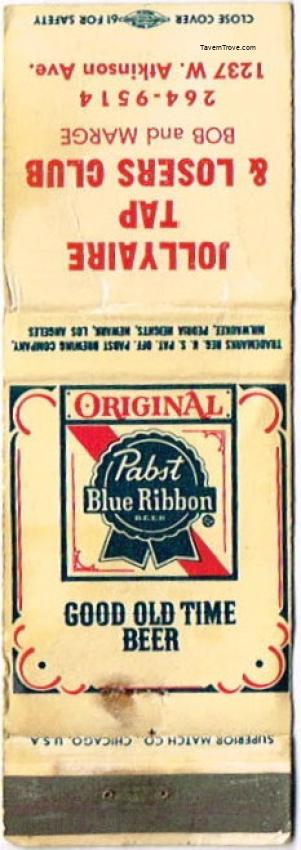 TavernTrove.com
CLOSE COVER 61 FOR SAFETY
JOLLYAIRE
TAP
& LOSERS CLUB
BOB and MARGE
264-9514
1237 W. Atkinson Ave.
TRADEMARKS REG. U. S. PAT. OFF. PABST BREWING COMPANY,
MILWAUKEE, PEORIA HEIGHTS, NEWARK, LOS ANGELES
ORIGINAL
Pabst
Blue Ribbon
BEER
®
GOOD OLD TIME
BEER
SUPERIOR MATCH CO., CHICAGO, U.S.A.